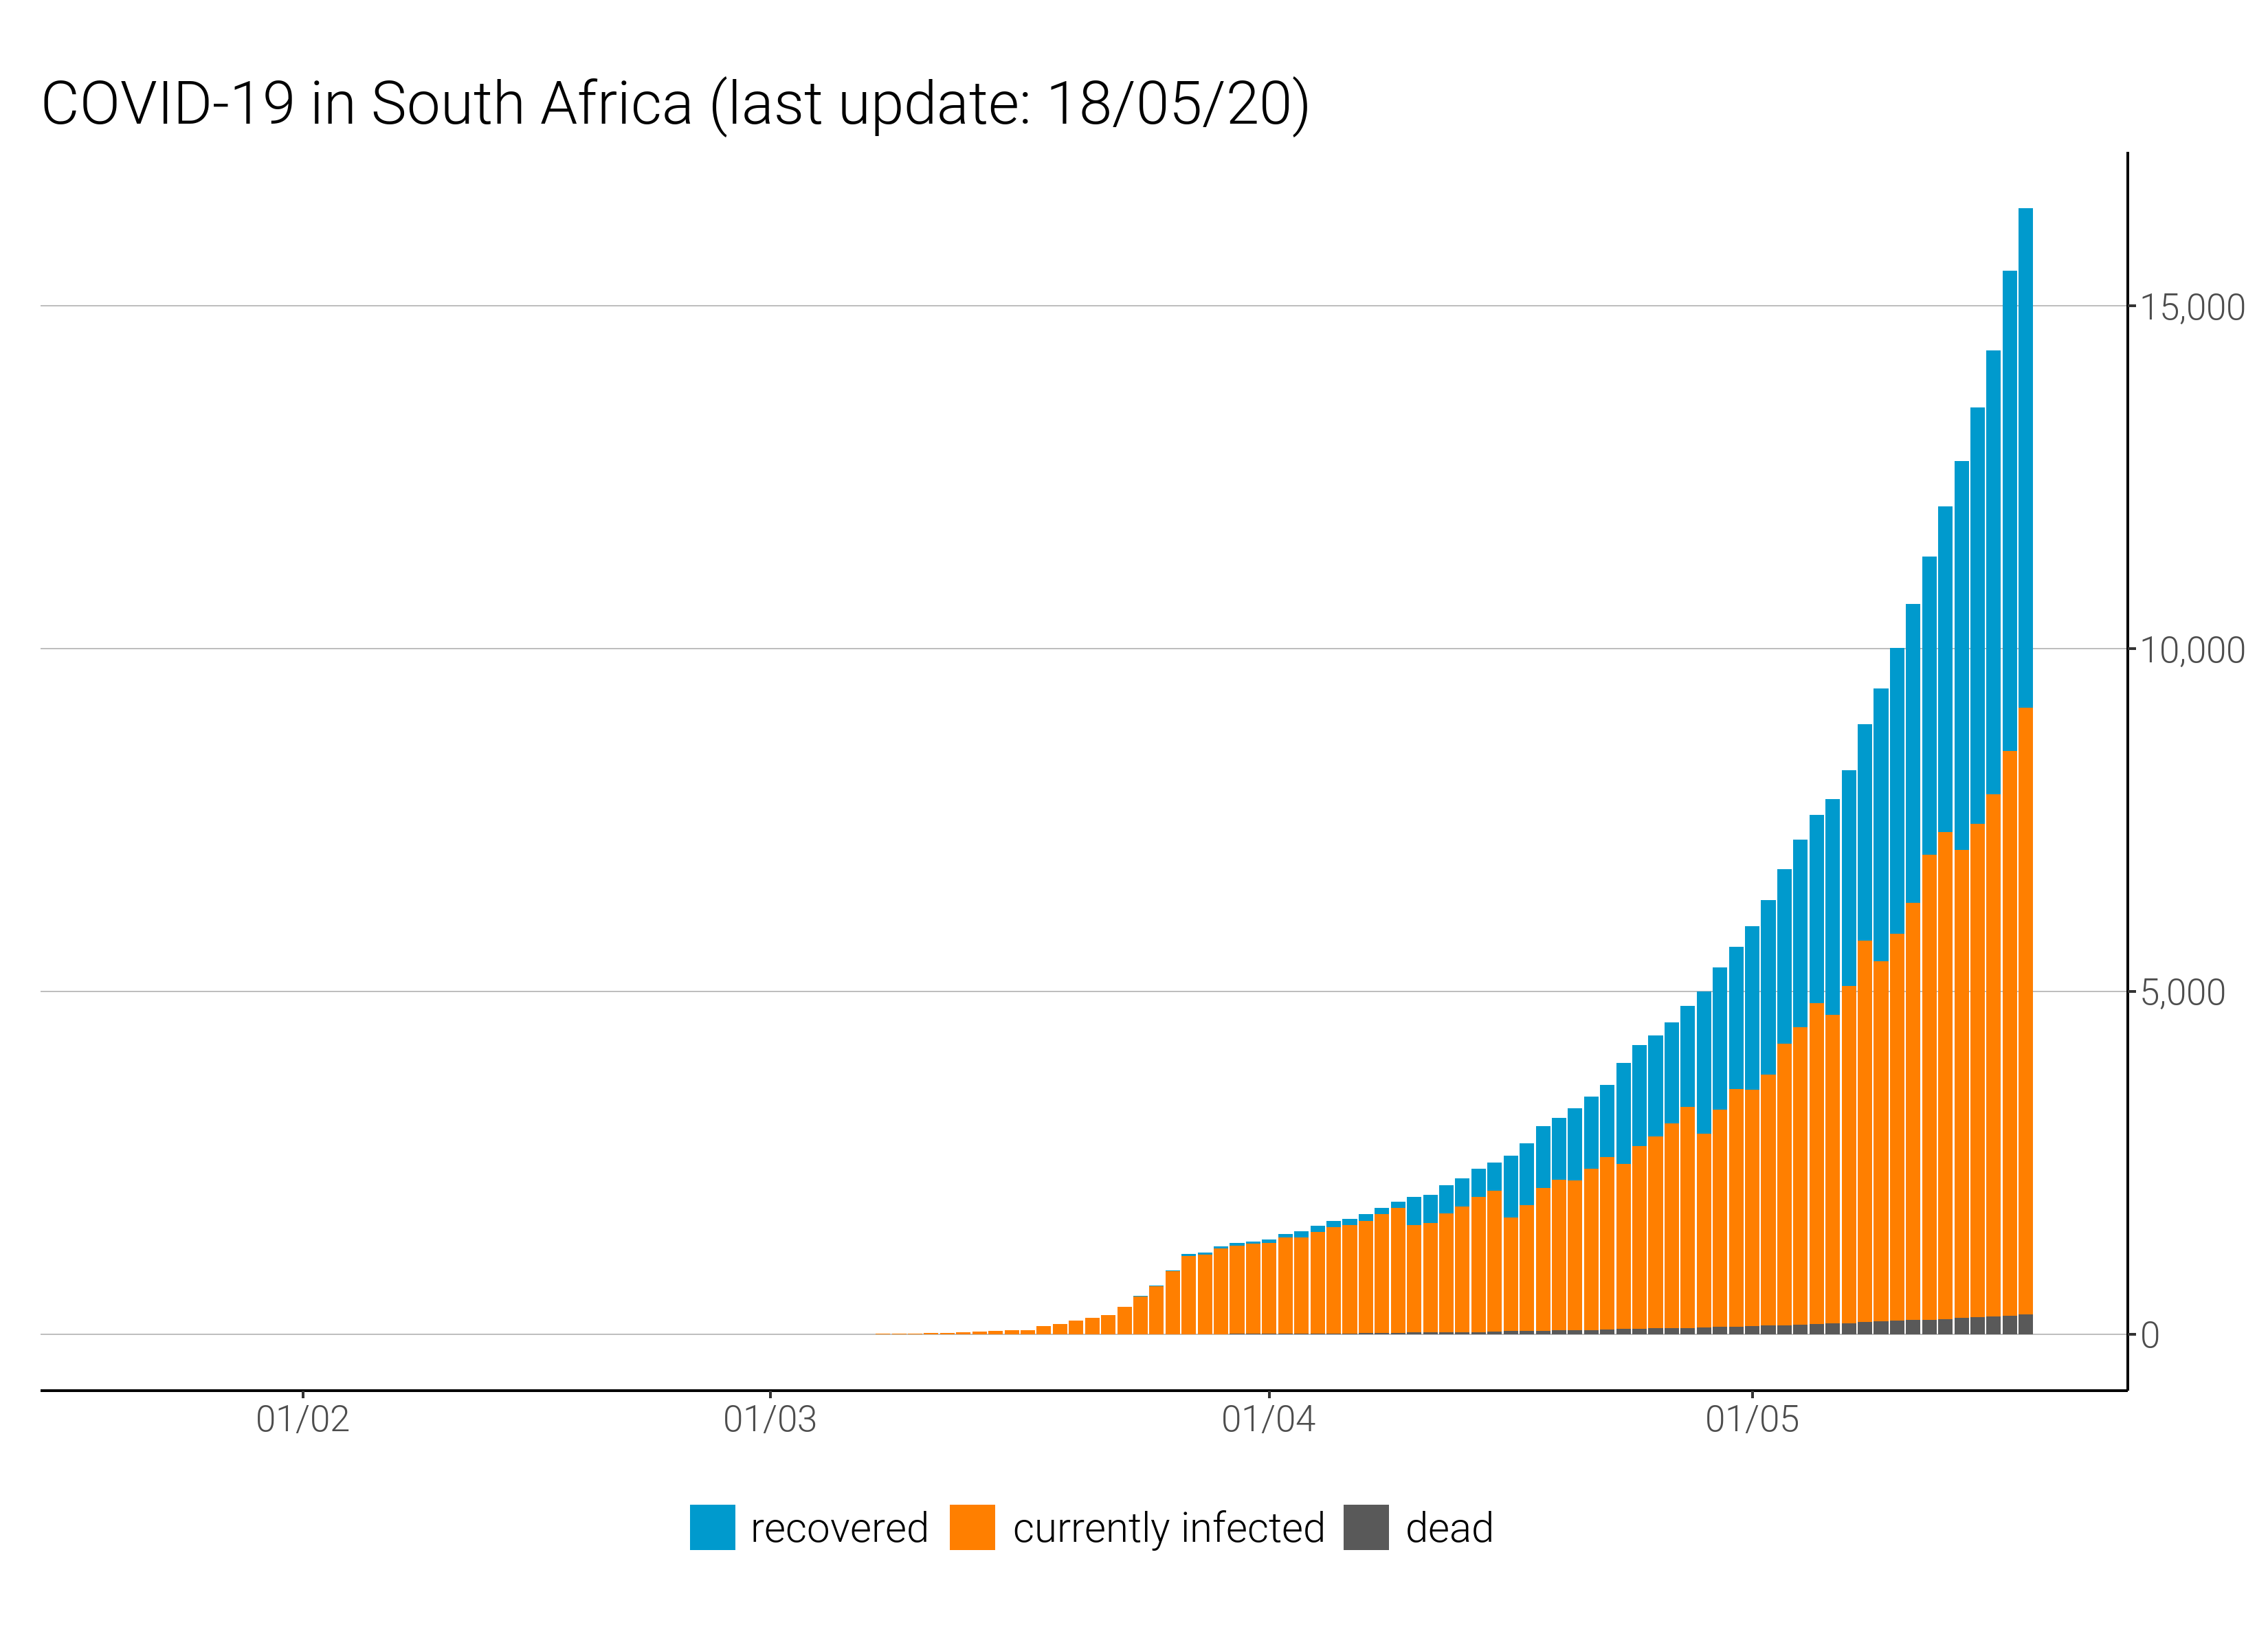 COVID-19 in South Africa (last update: 18/05/20)
15,000
10,000
5,000
0
01/02 01/03 01/04 01/05
recovered currently infected dead